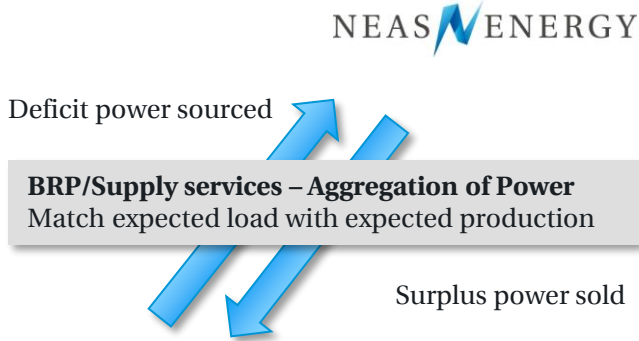 NEAS ENERGY
Deficit power sourced
BRP/Supply services – Aggregation of Power
Match expected load with expected production
Surplus power sold